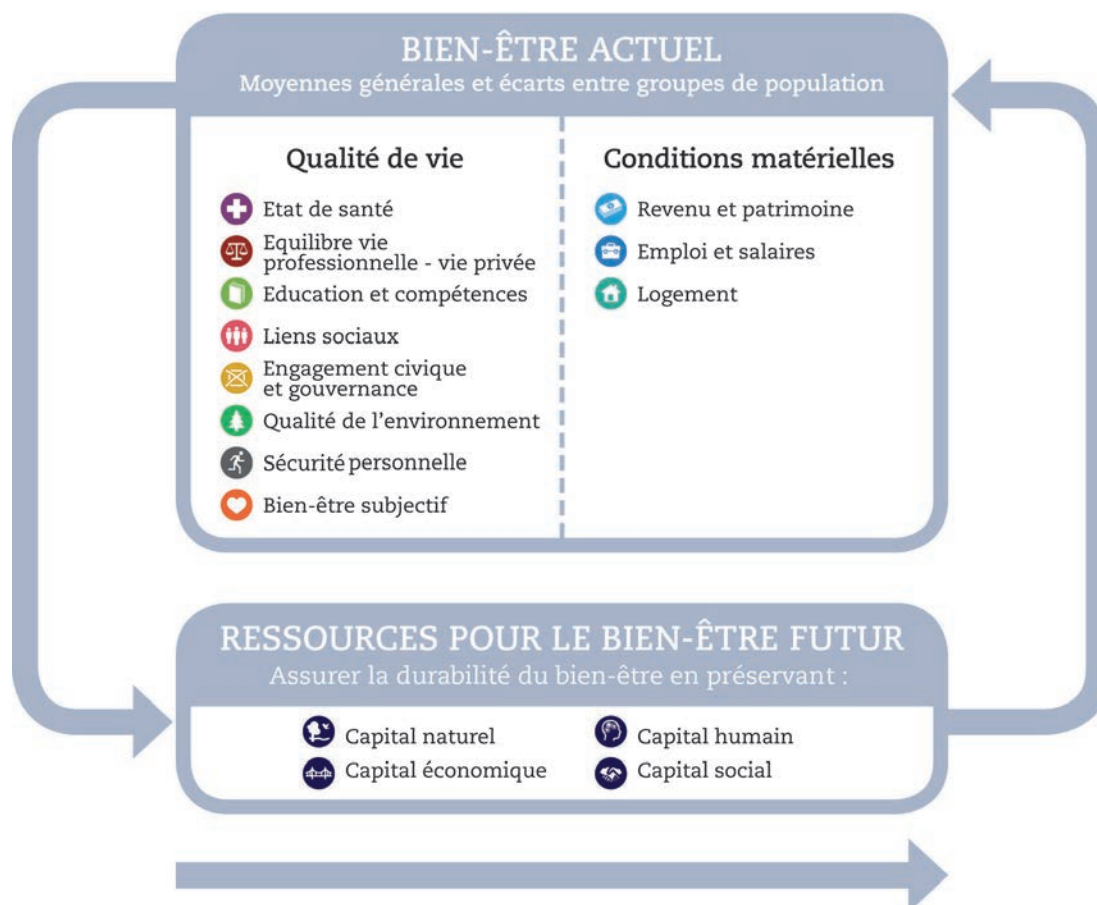 BIEN-ÊTRE ACTUEL
Moyennes générales et écarts entre groupes de population
Qualité de vie
Etat de santé
Equilibre vie
professionnelle - vie privée
Education et compétences
Liens sociaux
Engagement civique
et gouvernance
Qualité de l'environnement
Sécurité personnelle
Bien-être subjectif
Conditions matérielles
Revenu et patrimoine
Emploi et salaires
Logement
RESSOURCES POUR LE BIEN-ÊTRE FUTUR
Assurer la durabilité du bien-être en préservant :
Capital naturel
Capital économique
Capital humain
Capital social